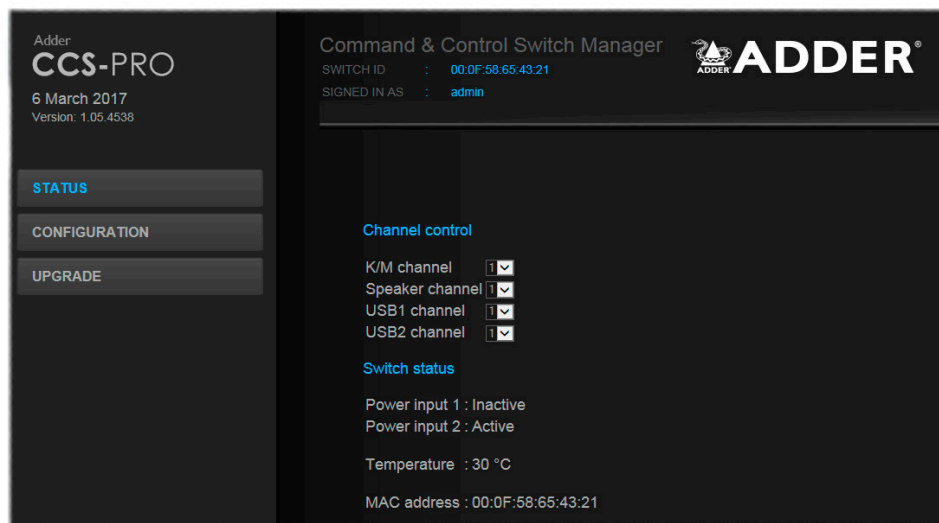 Adder
CCS-PRO
6 March 2017
Version: 1.05.4538
STATUS
CONFIGURATION
UPGRADE
Command & Control Switch Manager
SWITCH ID : 00:0F:58:65:43:21
SIGNED IN AS : admin
ADDER ADDER®
Channel control
K/M channel 1
Speaker channel 1
USB1 channel 1
USB2 channel 1
Switch status
Power input 1 : Inactive
Power input 2 : Active
Temperature : 30 °C
MAC address : 00:0F:58:65:43:21